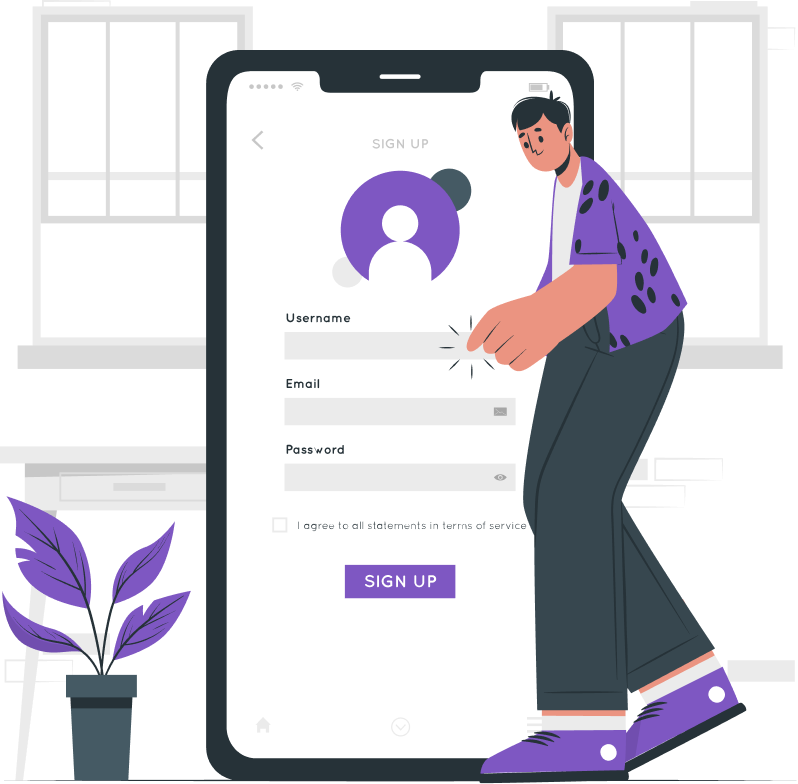 SIGN UP
Username
Email
Password
I agree to all statements in terms of service
SIGN UP